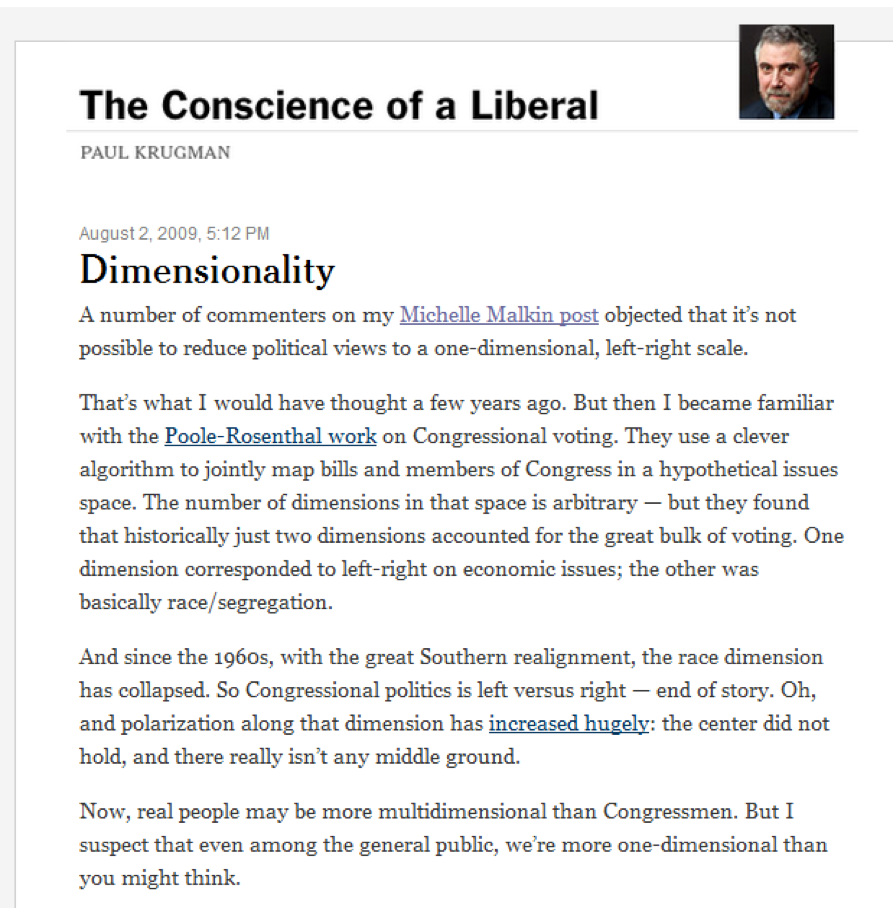 The Conscience of a Liberal
PAUL KRUGMAN
August 2, 2009, 5:12 PM
Dimensionality
A number of commenters on my Michelle Malkin post objected that it’s not
possible to reduce political views to a one-dimensional, left-right scale.
That’s what I would have thought a few years ago. But then I became familiar
with the Poole-Rosenthal work on Congressional voting. They use a clever
algorithm to jointly map bills and members of Congress in a hypothetical issues
space. The number of dimensions in that space is arbitrary — but they found
that historically just two dimensions accounted for the great bulk of voting. One
dimension corresponded to left-right on economic issues; the other was
basically race/segregation.
And since the 1960s, with the great Southern realignment, the race dimension
has collapsed. So Congressional politics is left versus right — end of story. Oh,
and polarization along that dimension has increased hugely: the center did not
hold, and there really isn’t any middle ground.
Now, real people may be more multidimensional than Congressmen. But I
suspect that even among the general public, we’re more one-dimensional than
you might think.